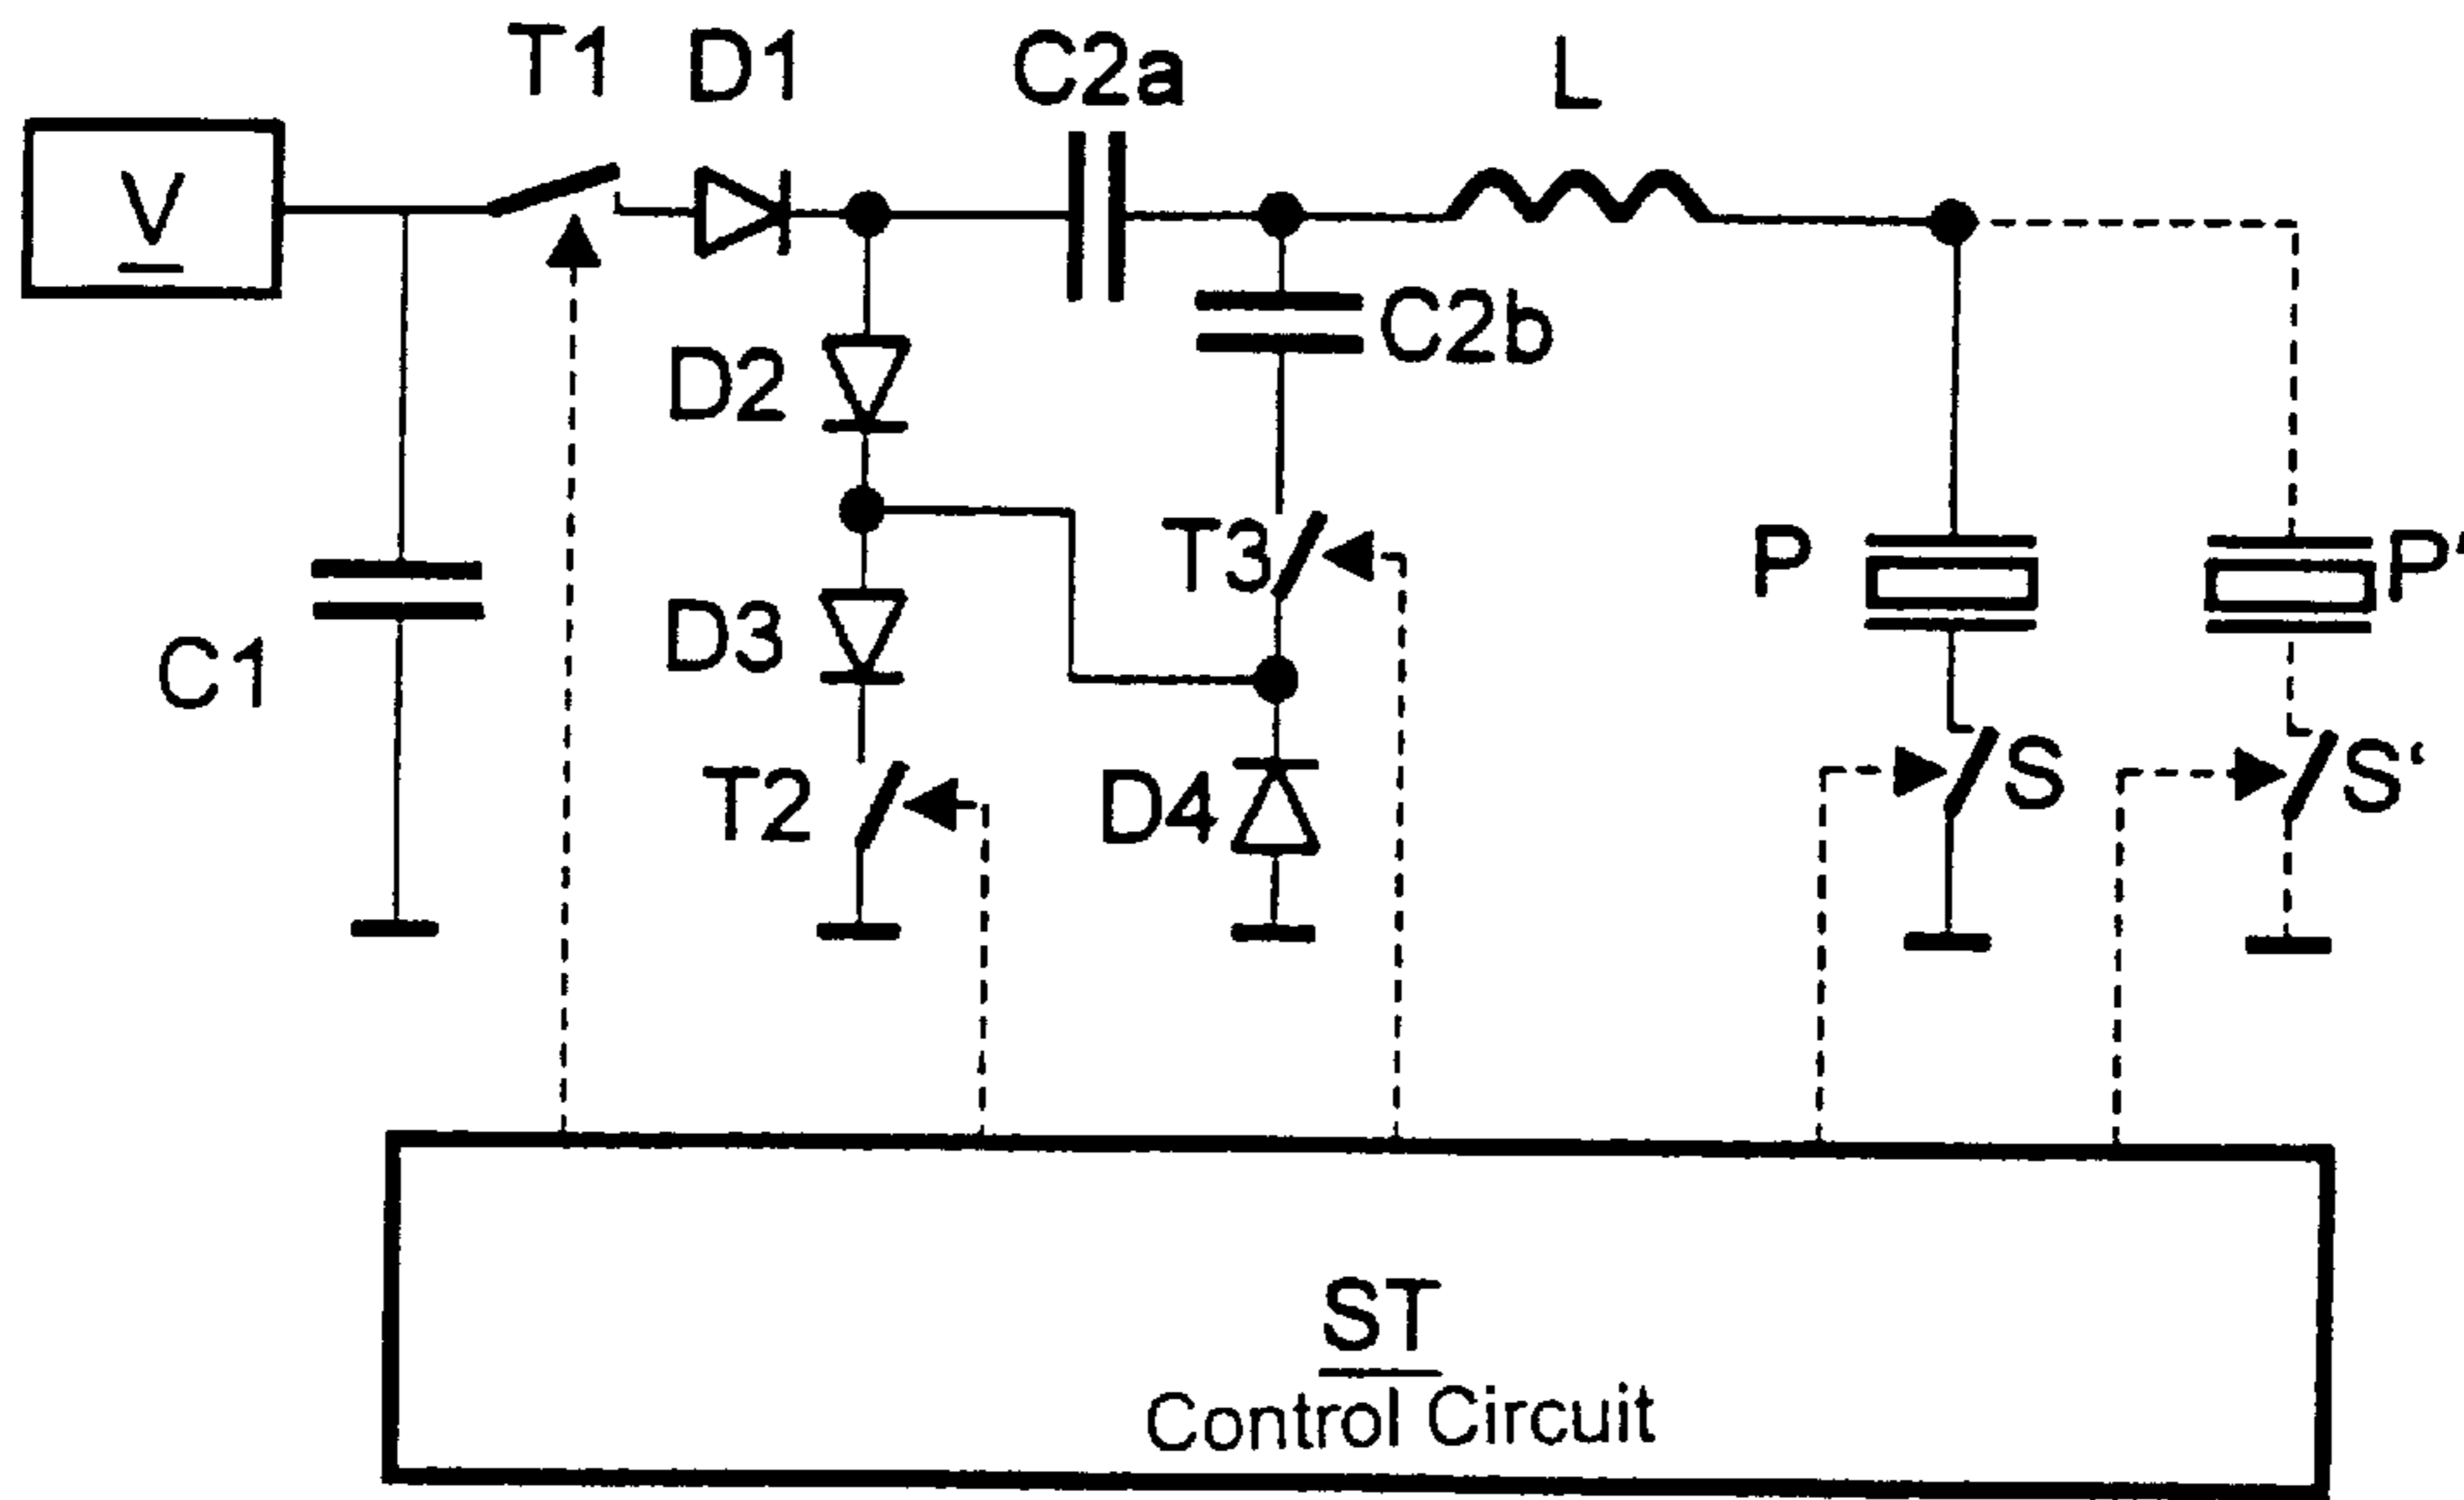 T1 D1 C2a L
V
C2b
D2
T3 P P'
D3
C1
T2 D4 S S‘
ST
Control Circuit